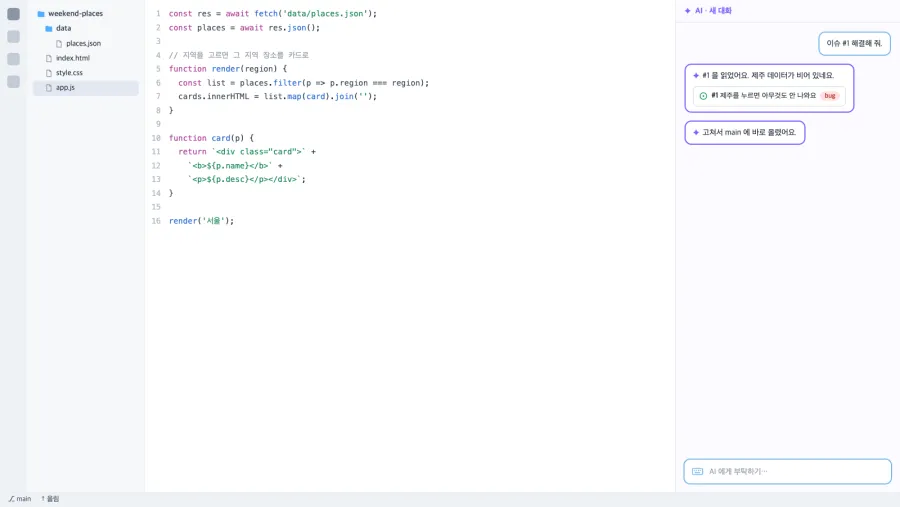 weekend-places
data
places.json
index.html
style.css
app.js
1 const res = await fetch('data/places.json');
2 const places = await res.json();
3
4 // 지역을 고르면 그 지역 장소를 카드로
5 function render(region) {
6 const list = places.filter(p => p.region === region);
7 cards.innerHTML = list.map(card).join('');
8 }
9
10 function card(p) {
11 return `<div class="card">` +
12 `<b>${p.name}</b>` +
13 `<p>${p.desc}</p></div>`;
14 }
15
16 render('서울');
AI · 새 대화
이슈 #1 해결해 줘.
#1 을 읽었어요. 제주 데이터가 비어 있네요.
#1 제주를 누르면 아무것도 안 나와요 bug
고쳐서 main 에 바로 올렸어요.
AI 에게 부탁하기…
main ↑ 올림